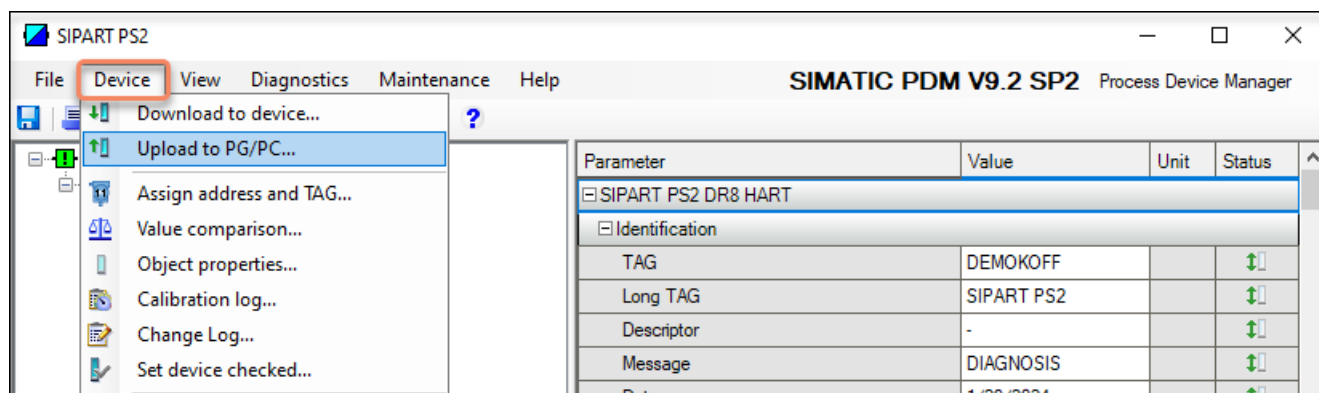 SIPART PS2
File Device View Diagnostics Maintenance Help SIMATIC PDM V9.2 SP2 Process Device Manager
Download to device...
Upload to PG/PC...
Assign address and TAG...
Value comparison...
Object properties...
Calibration log...
Change Log...
Set device checked...
Parameter Value Unit Status
SIPART PS2 DR8 HART
Identification
TAG DEMOKOFF
Long TAG SIPART PS2
Descriptor -
Message DIAGNOSIS